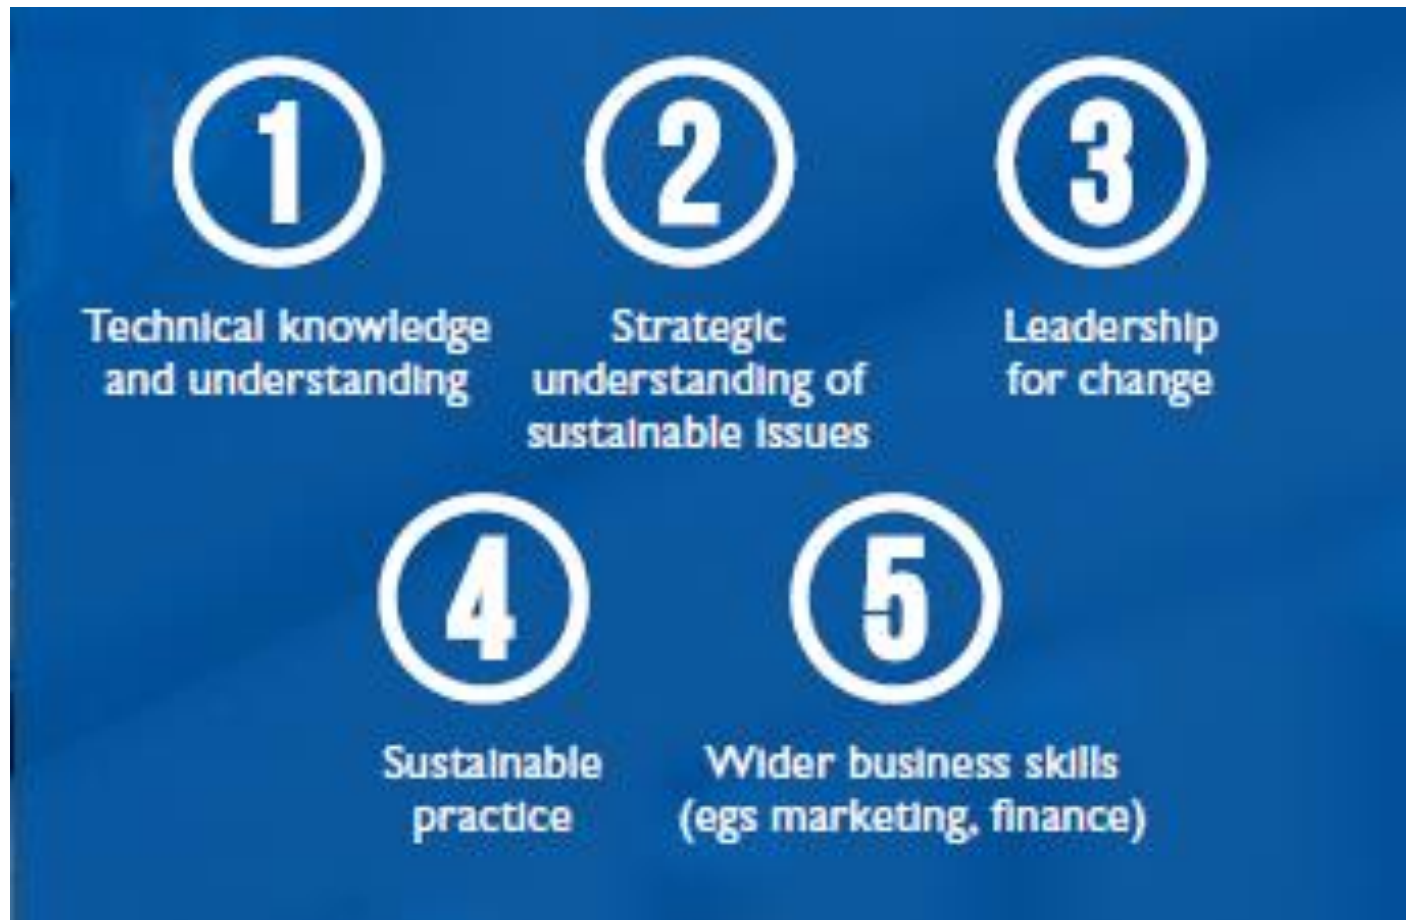 1
Technical knowledge
and understanding
2
Strategic
understanding of
sustainable issues
3
Leadership
for change
4
Sustainable
practice
5
Wider business skills
(egs marketing, finance)